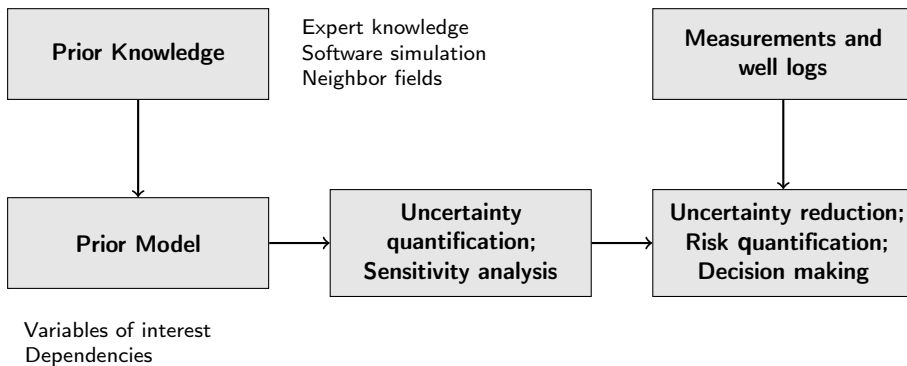 Prior Knowledge
Expert knowledge
Software simulation
Neighbor fields
Measurements and
well logs
Prior Model
Uncertainty
quantification;
Sensitivity analysis
Uncertainty reduction;
Risk quantification;
Decision making
Variables of interest
Dependencies